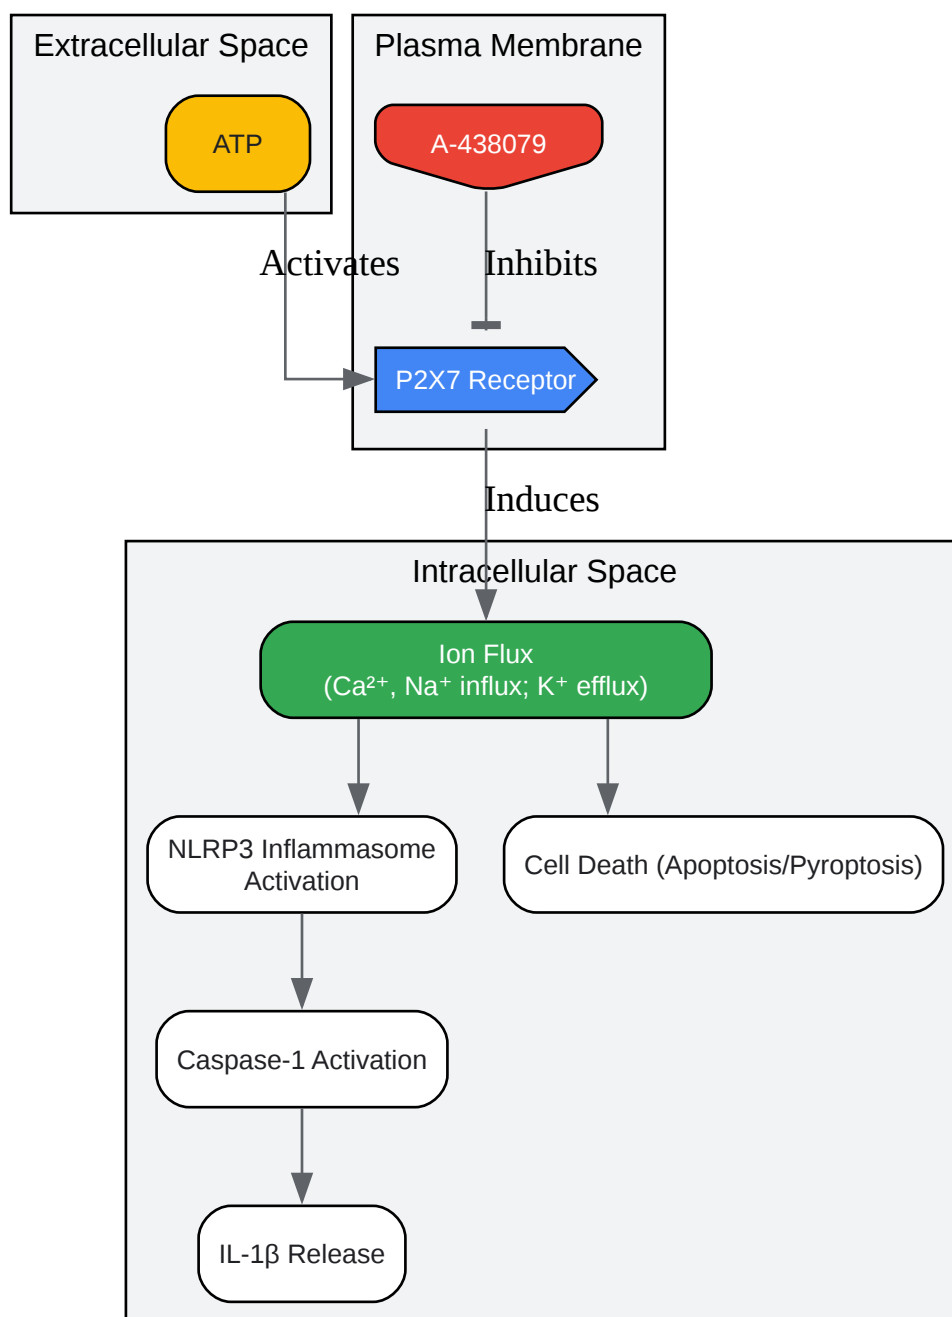 Extracellular Space
Plasma Membrane
ATP
A-438079
Activates
Inhibits
P2X7 Receptor
Induces
Intracellular Space
Ion Flux
(Ca²⁺, Na⁺ influx; K⁺ efflux)
NLRP3 Inflammasome
Activation
Cell Death (Apoptosis/Pyroptosis)
Caspase-1 Activation
IL-1β Release